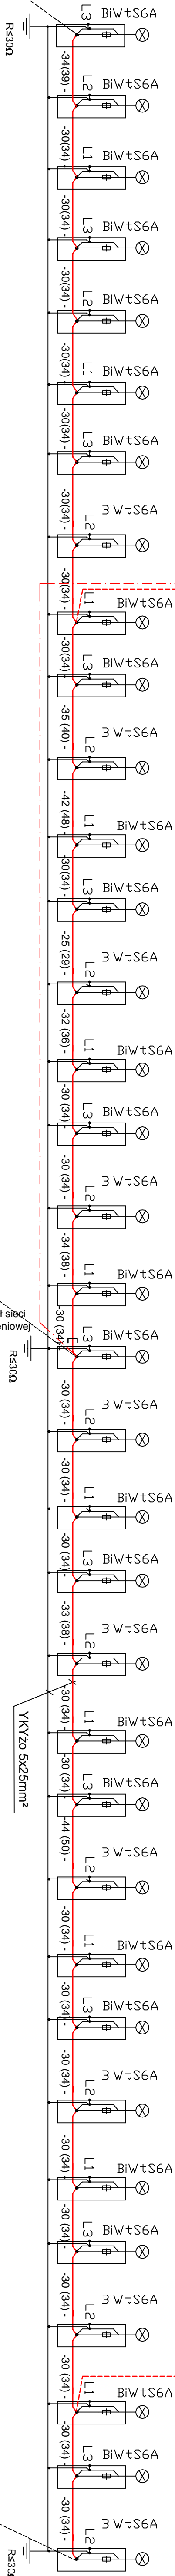 BiWtS6A
L3
R≤30Ω
-34(39) -
BiWtS6A
L2
-30(34) -
BiWtS6A
L1
-30(34) -
BiWtS6A
L3
-30(34) -
BiWtS6A
L2
-30(34) -
BiWtS6A
L1
-30(34) -
BiWtS6A
L3
-30(34) -
BiWtS6A
L2
-30(34) -
BiWtS6A
L1
-30(34) -
BiWtS6A
L3
-35 (40) -
BiWtS6A
L2
-42 (48) -
BiWtS6A
L1
-30(34) -
BiWtS6A
L3
-25 (29) -
BiWtS6A
L2
-32 (36) -
BiWtS6A
L1
-30 (34) -
BiWtS6A
L3
-30 (34) -
BiWtS6A
L2
-34 (38) -
BiWtS6A
L1
-30 (34) -
BiWtS6A
L3
sieci
eniowej
R≤30Ω
-30 (34) -
BiWtS6A
L2
-30 (34) -
BiWtS6A
L1
-30 (34) -
BiWtS6A
L3
-33 (38) -
BiWtS6A
L2
-30 (34) -
YKYżo 5x25mm²
BiWtS6A
L1
-30 (34) -
BiWtS6A
L3
-44 (50) -
BiWtS6A
L2
-30 (34) -
BiWtS6A
L1
-30 (34) -
BiWtS6A
L3
-30 (34) -
BiWtS6A
L2
-30 (34) -
BiWtS6A
L1
-30 (34) -
BiWtS6A
L3
-30 (34) -
BiWtS6A
L2
-30 (34) -
BiWtS6A
L1
-30 (34) -
BiWtS6A
L3
-30 (34) -
BiWtS6A
L2
R≤30Ω